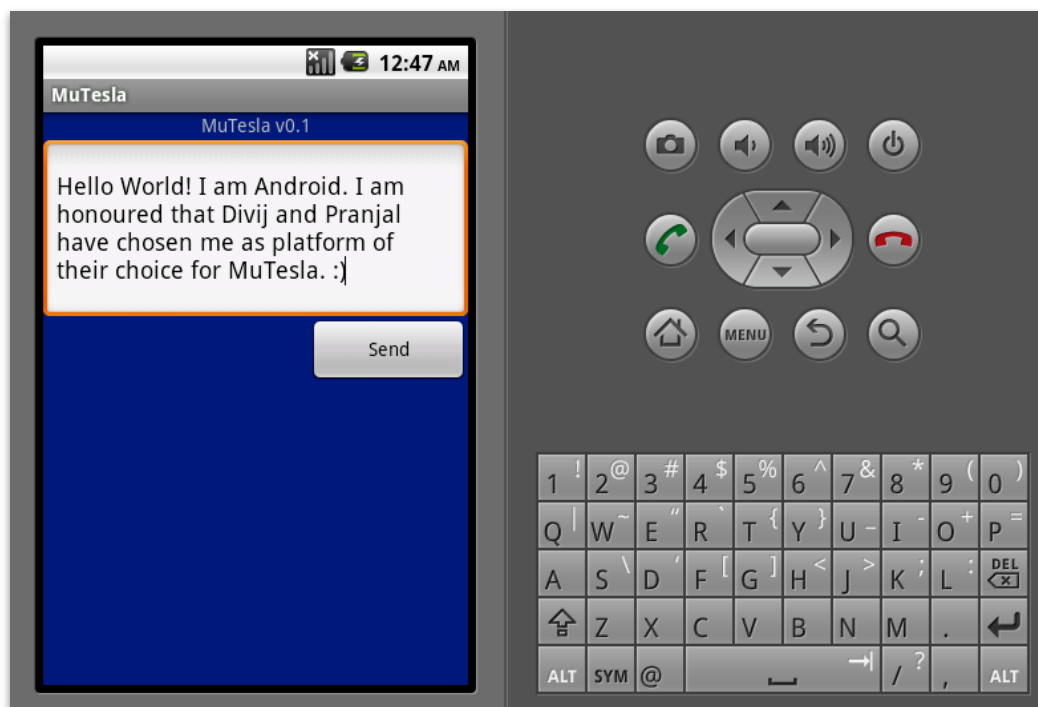 12:47 AM
MuTesla
MuTesla v0.1
Hello World! I am Android. I am
honoured that Divij and Pranjal
have chosen me as platform of
their choice for MuTesla. :)
Send
MENU
1 ! 2 @ 3 # 4 $ 5 % 6 ^ 7 & 8 * 9 ( 0 )
Q | W ~ E “ R ` T { Y } U _ I - O + P =
A S \ D ‘ F [ G ] H < J > K ; L : DEL
Z X C V B N M .
ALT SYM @ / ? , ALT